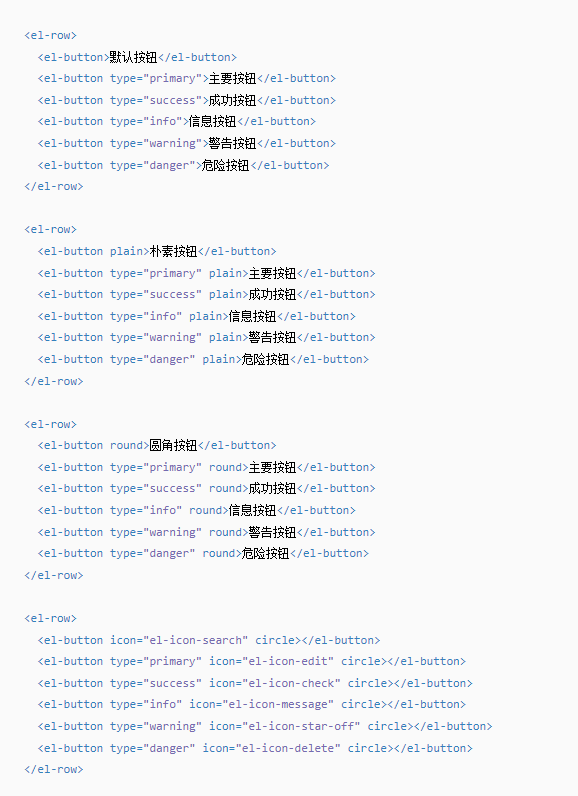 <el-row>
  <el-button>默认按钮</el-button>
  <el-button type="primary">主要按钮</el-button>
  <el-button type="success">成功按钮</el-button>
  <el-button type="info">信息按钮</el-button>
  <el-button type="warning">警告按钮</el-button>
  <el-button type="danger">危险按钮</el-button>
</el-row>

<el-row>
  <el-button plain>朴素按钮</el-button>
  <el-button type="primary" plain>主要按钮</el-button>
  <el-button type="success" plain>成功按钮</el-button>
  <el-button type="info" plain>信息按钮</el-button>
  <el-button type="warning" plain>警告按钮</el-button>
  <el-button type="danger" plain>危险按钮</el-button>
</el-row>

<el-row>
  <el-button round>圆角按钮</el-button>
  <el-button type="primary" round>主要按钮</el-button>
  <el-button type="success" round>成功按钮</el-button>
  <el-button type="info" round>信息按钮</el-button>
  <el-button type="warning" round>警告按钮</el-button>
  <el-button type="danger" round>危险按钮</el-button>
</el-row>

<el-row>
  <el-button icon="el-icon-search" circle></el-button>
  <el-button type="primary" icon="el-icon-edit" circle></el-button>
  <el-button type="success" icon="el-icon-check" circle></el-button>
  <el-button type="info" icon="el-icon-message" circle></el-button>
  <el-button type="warning" icon="el-icon-star-off" circle></el-button>
  <el-button type="danger" icon="el-icon-delete" circle></el-button>
</el-row>